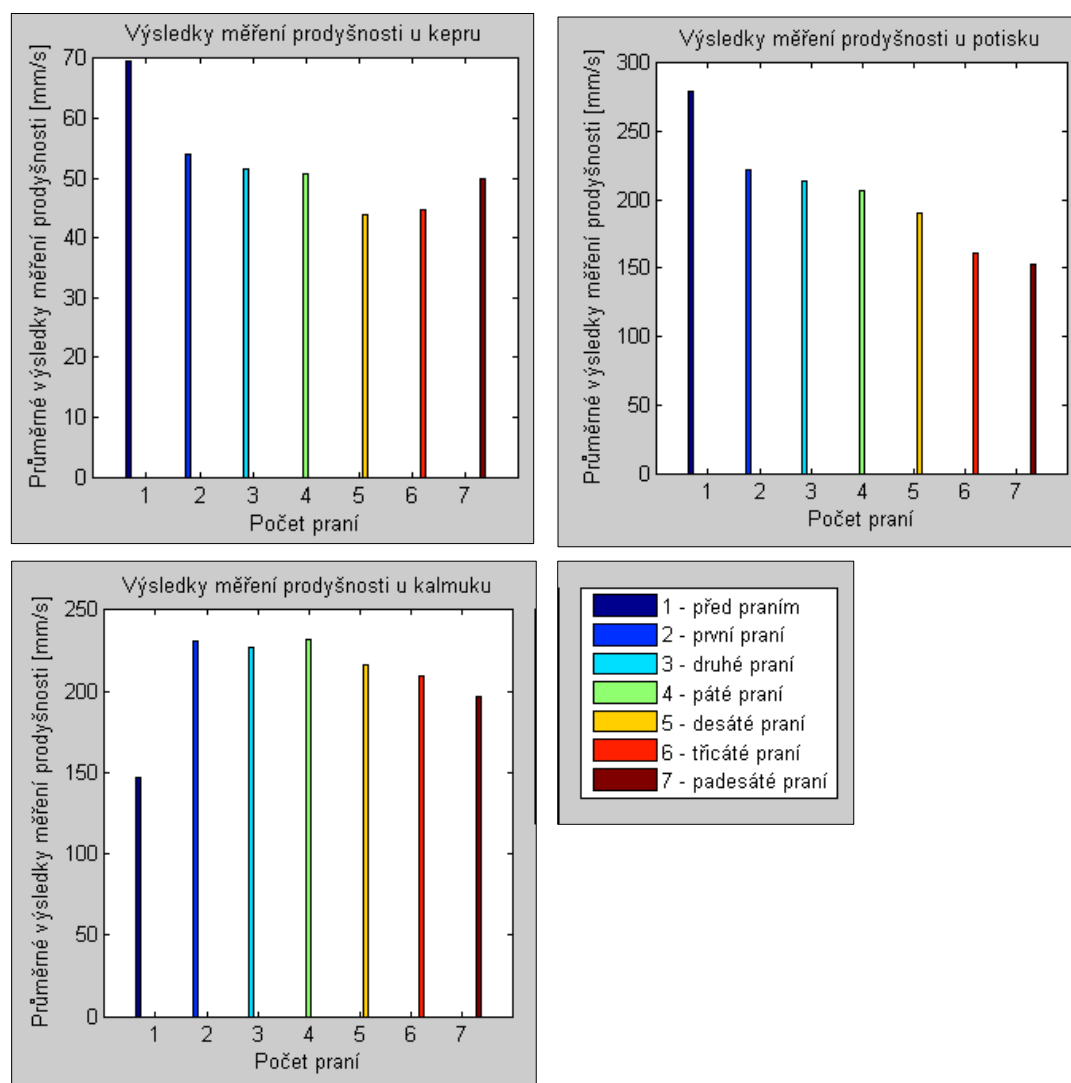 Výsledky měření prodyšnosti u kepru
Průměrné výsledky měření prodyšnosti [mm/s]
70
60
50
40
30
20
10
0
1 2 3 4 5 6 7
Počet praní
Výsledky měření prodyšnosti u potisku
Průměrné výsledky měření prodyšnosti [mm/s]
300
250
200
150
100
50
0
1 2 3 4 5 6 7
Počet praní
Výsledky měření prodyšnosti u kalmuku
Průměrné výsledky měření prodyšnosti [mm/s]
250
200
150
100
50
0
1 2 3 4 5 6 7
Počet praní
1 - před praním
2 - první praní
3 - druhé praní
4 - páté praní
5 - desáté praní
6 - třicáté praní
7 - padesáté praní